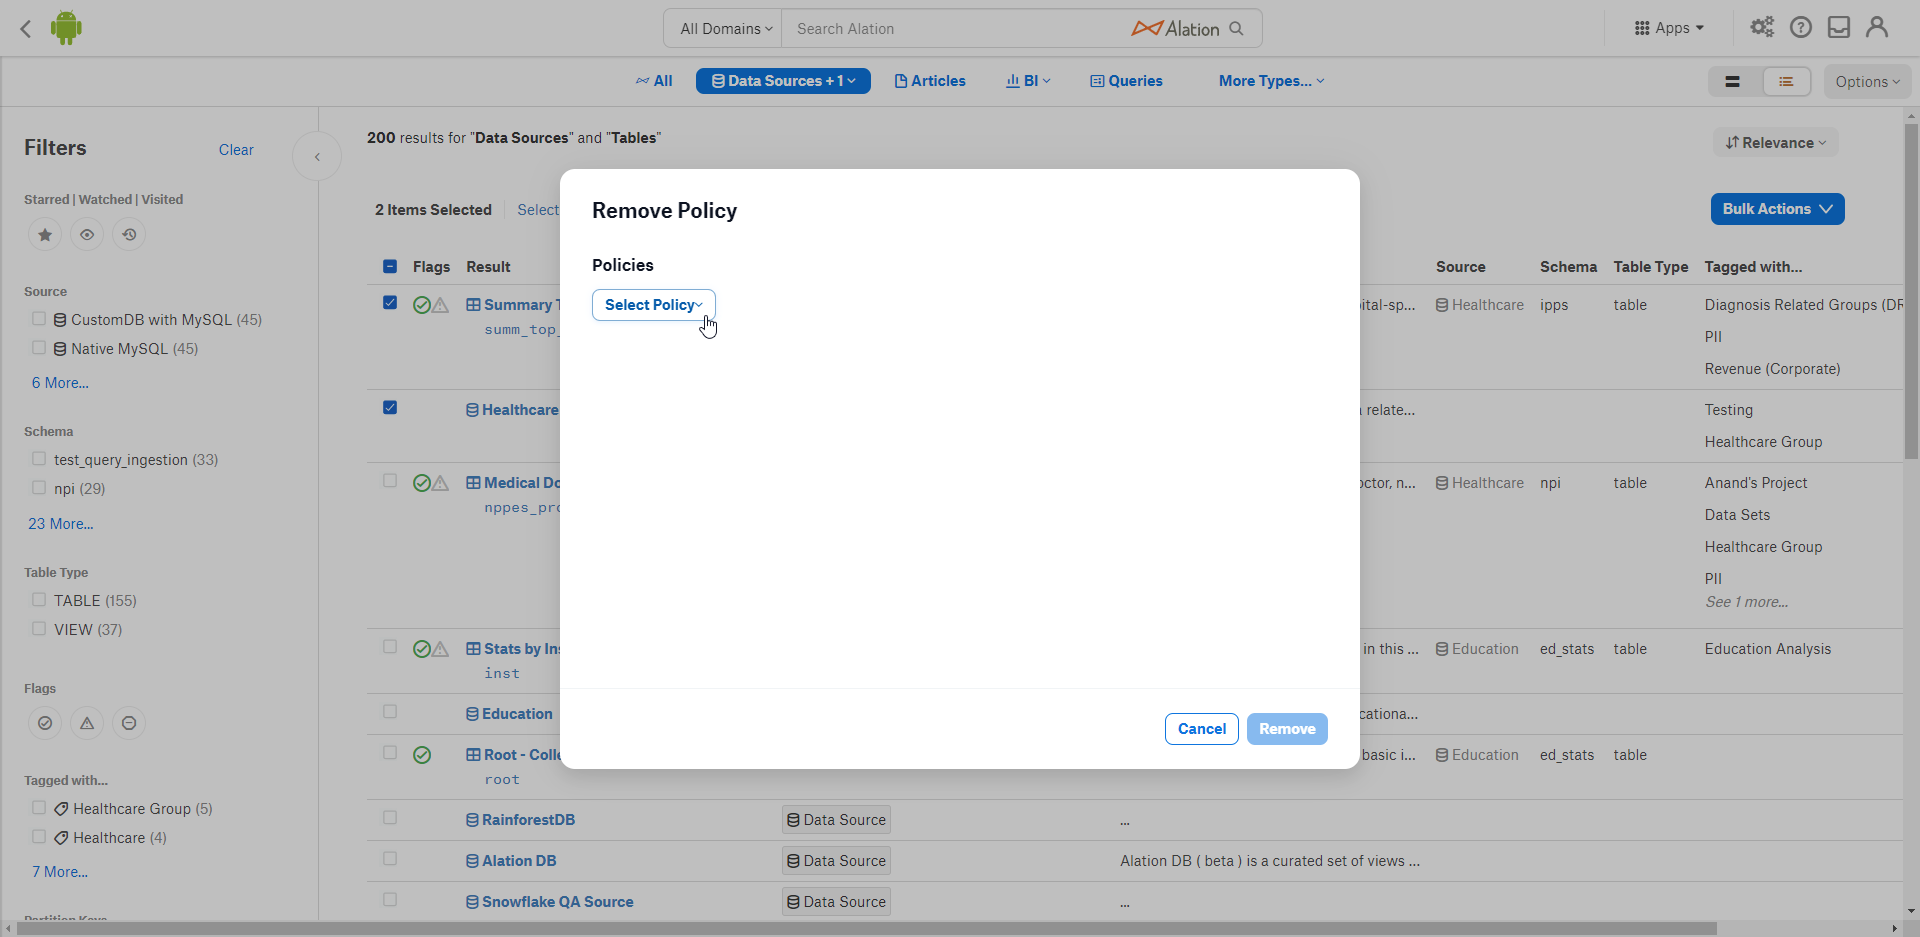 All Domains
Search Alation
Alation
Apps
All
Data Sources + 1
Articles
BI
Queries
More Types...
Options
Filters
Clear
Starred | Watched | Visited
Source
CustomDB with MySQL (45)
Native MySQL (45)
6 More...
Schema
test_query_ingestion (33)
npi (29)
23 More...
Table Type
TABLE (155)
VIEW (37)
Flags
Tagged with...
Healthcare Group (5)
Healthcare (4)
7 More...
Partition Keys
200 results for "Data Sources" and "Tables"
Relevance
2 Items Selected
Select
Bulk Actions
Flags Result Source Schema Table Type Tagged with...
Summary T
summ_top_
ital-sp... Healthcare ipps table Diagnosis Related Groups (DR
PII
Revenue (Corporate)
Healthcare
relate... Testing
Healthcare Group
Medical Do
nppes_pro
octor, n... Healthcare npi table Anand's Project
Data Sets
Healthcare Group
PII
See 1 more...
Stats by Ins
inst
in this ... Education ed_stats table Education Analysis
Education
cationa...
Root - Colle
root
basic i... Education ed_stats table
RainforestDB Data Source ...
Alation DB Data Source Alation DB ( beta ) is a curated set of views ...
Snowflake QA Source Data Source ...
Remove Policy
Policies
Select Policy
Cancel
Remove